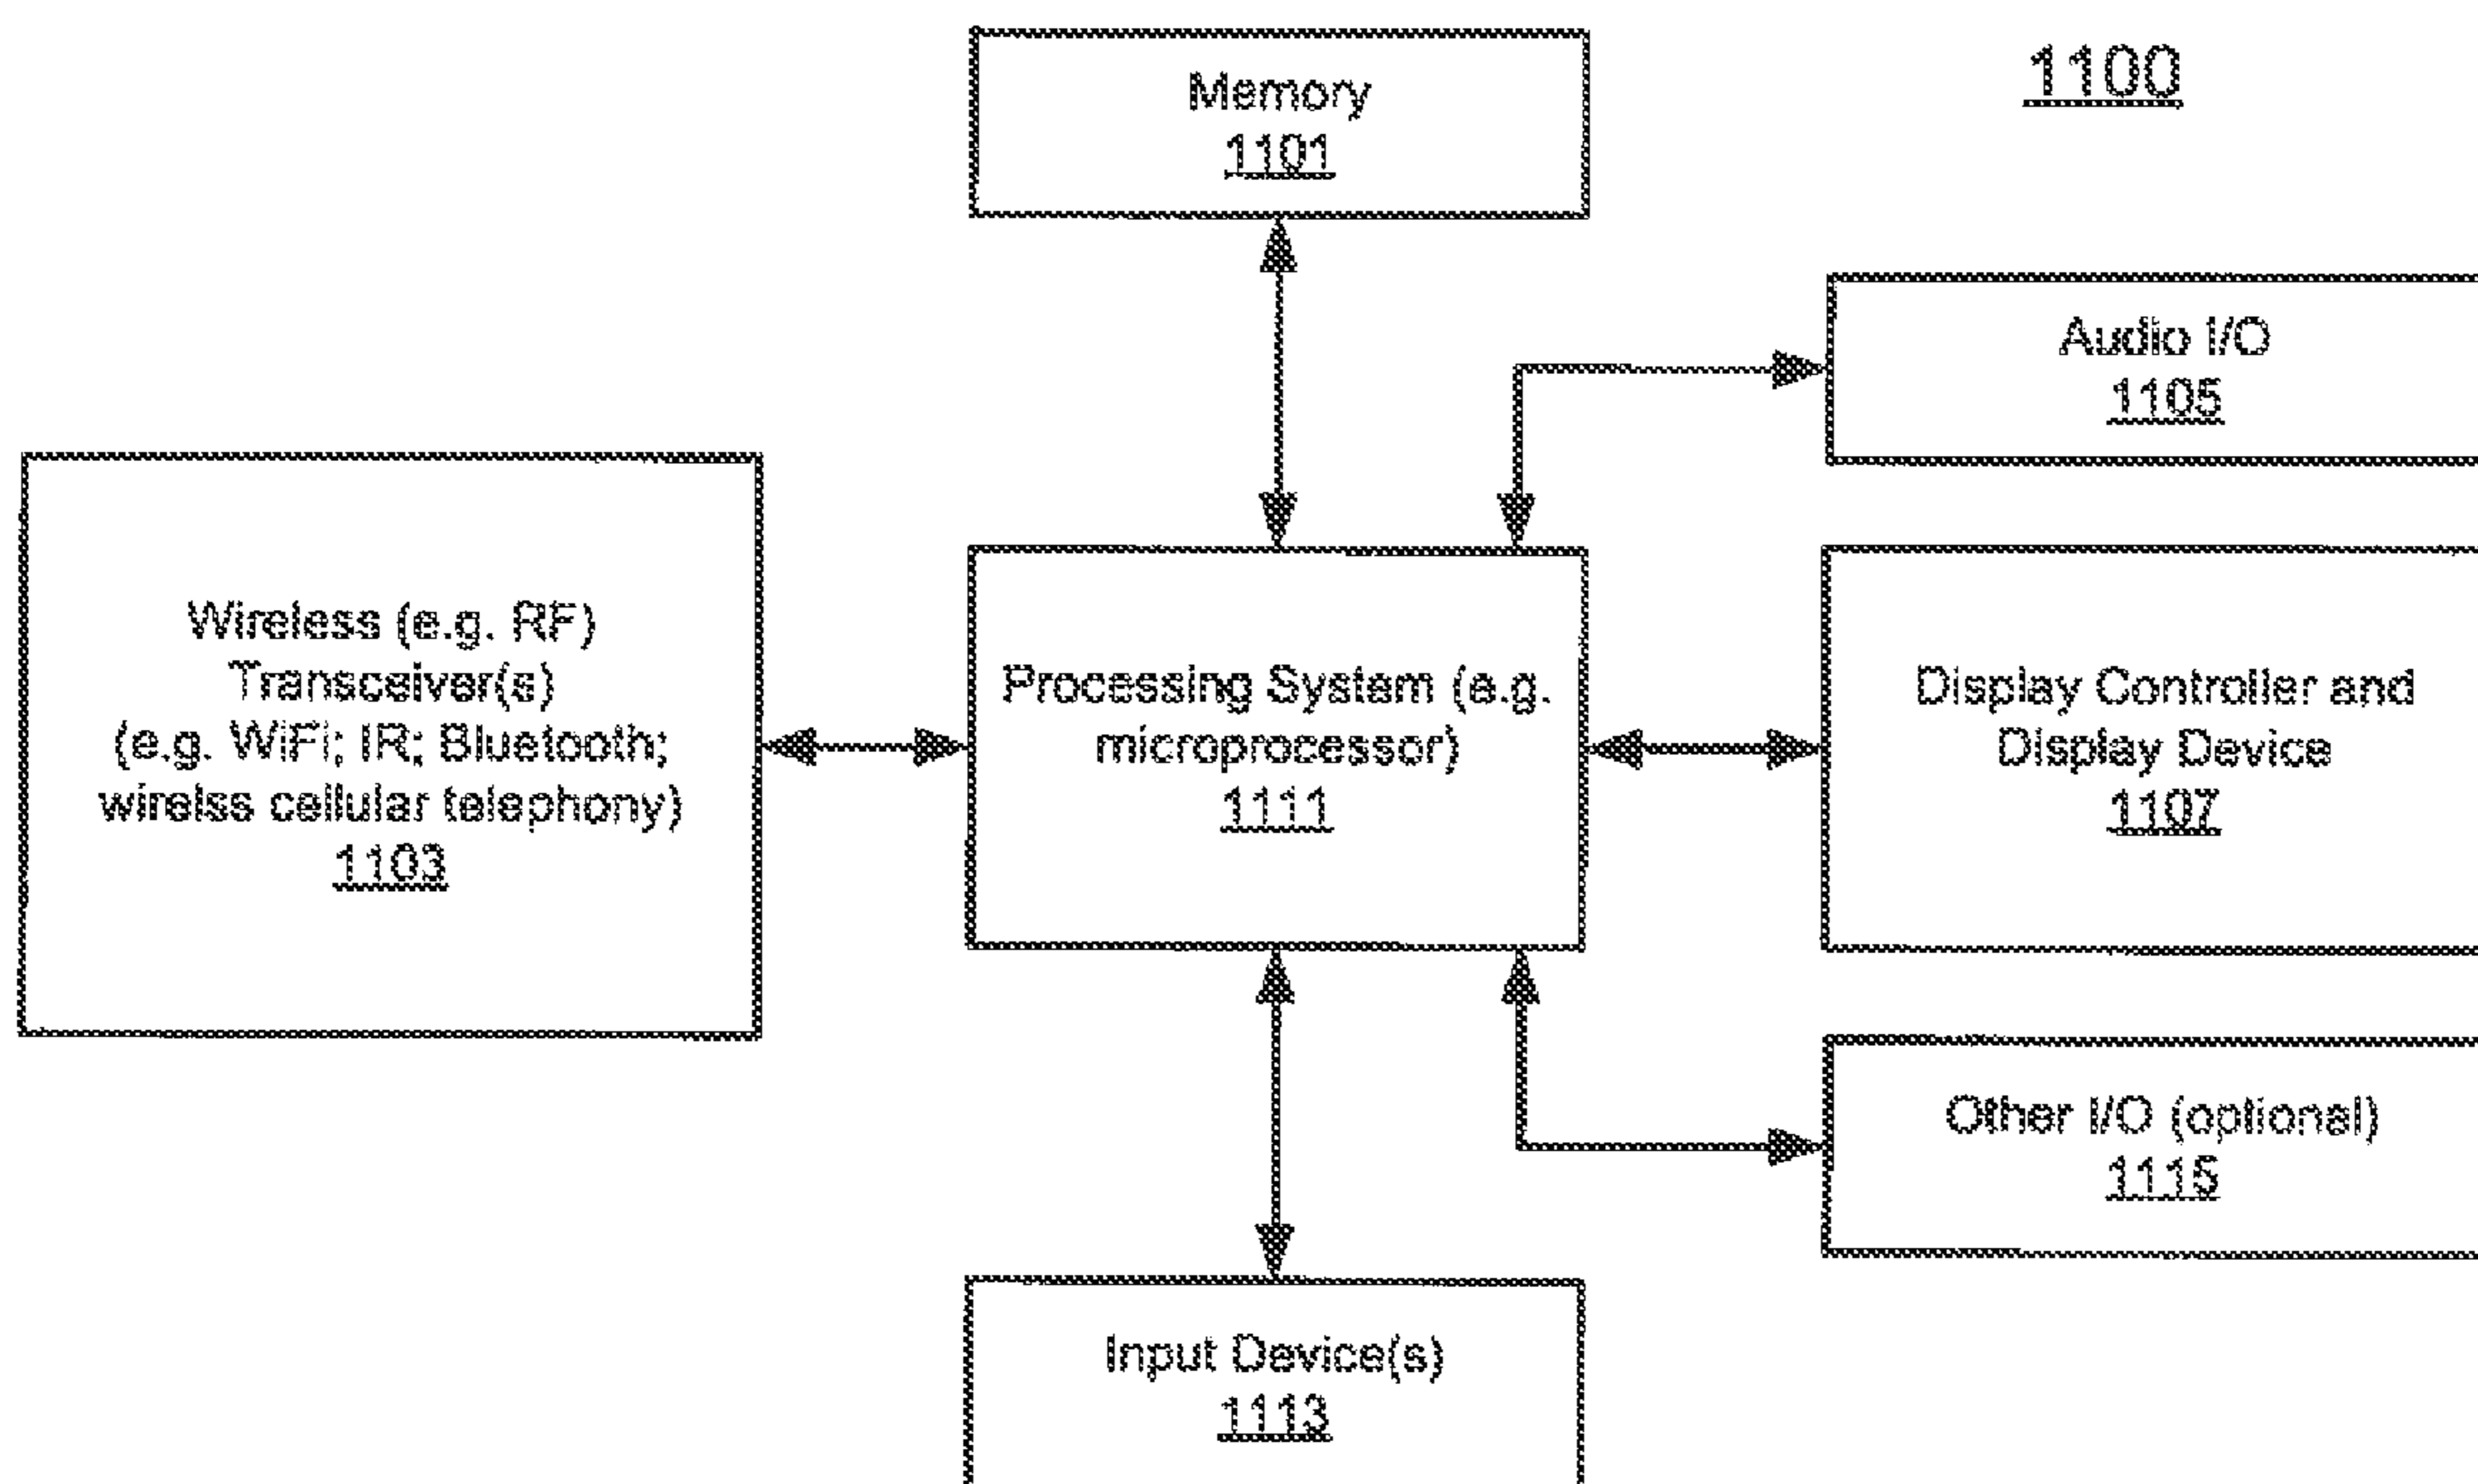 1100
Memory
1101
Audio I/O
1105
Wireless (e.g. RF)
Transceiver(s)
(e.g. WiFi; IR; Bluetooth;
wirelss cellular telephony)
1103
Processing System (e.g.
microprocessor)
1111
Display Controller and
Display Device
1107
Other I/O (optional)
1115
Input Device(s)
1113